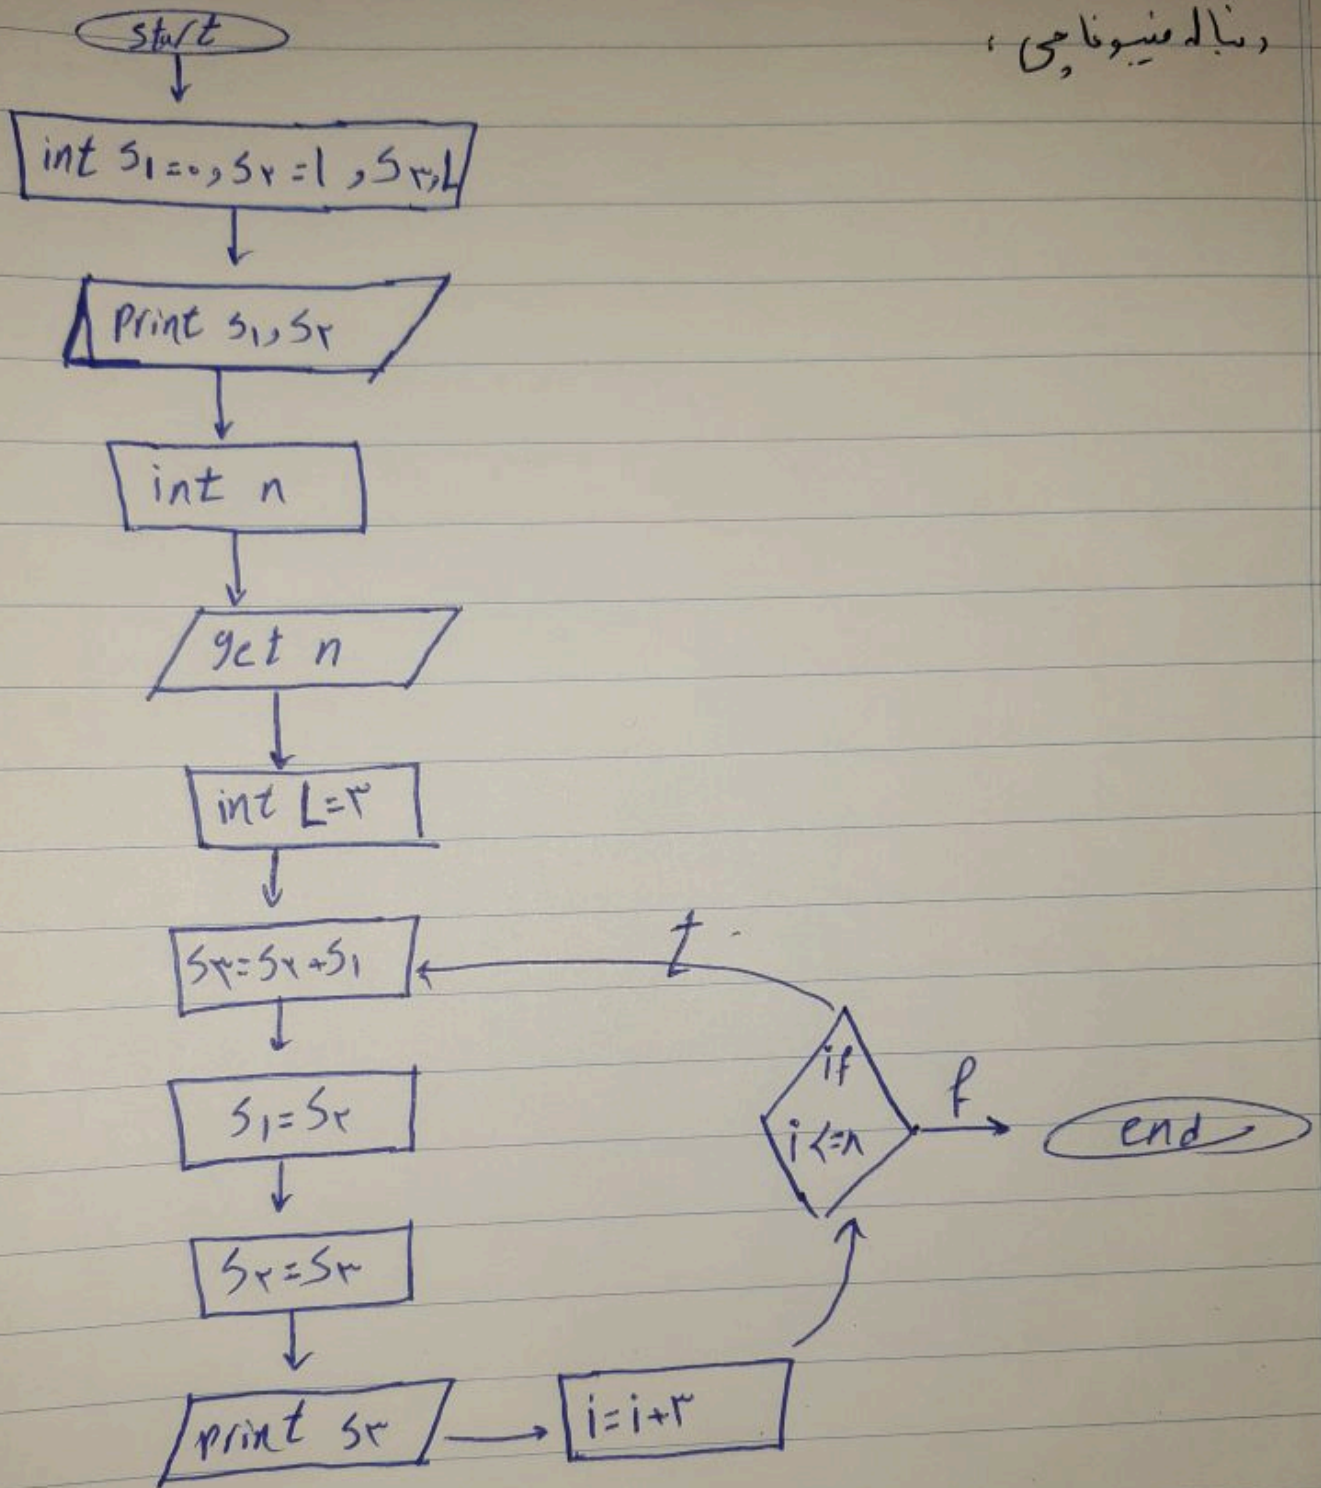 دنباله فیبوناچی :
start
int S۱=۰, S۲=۱, S۳, L
print S۱, S۲
int n
get n
int L=۳
S۳=S۲+S۱
t
if
i<=n
f
end
S۱=S۲
S۲=S۳
print S۳
i=i+۳